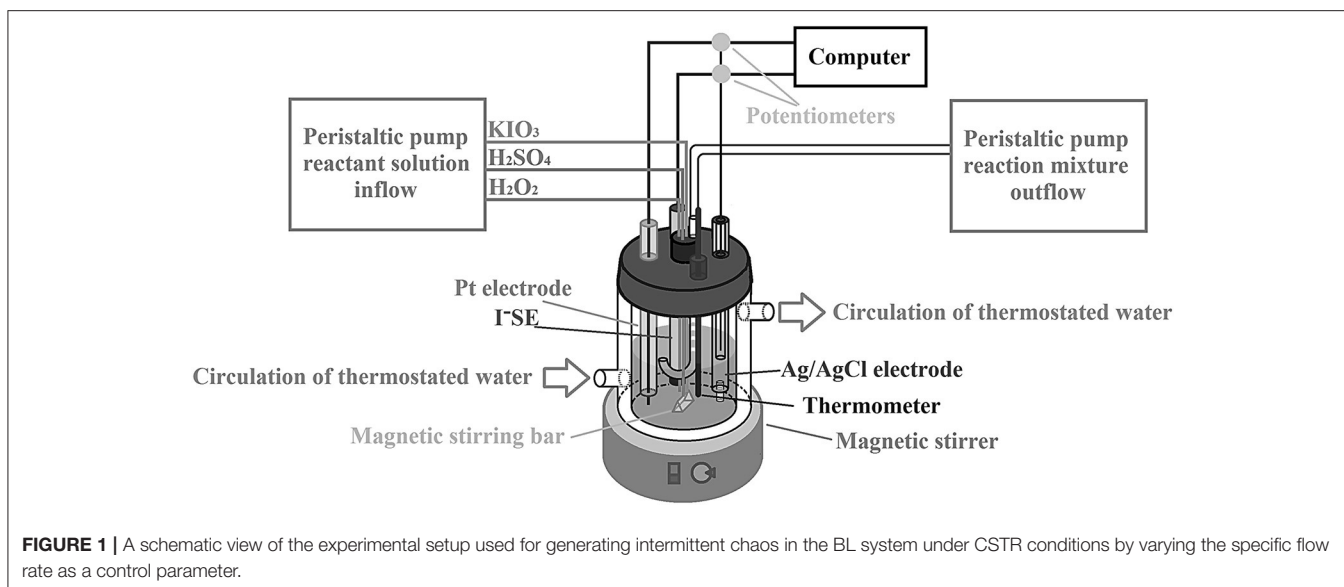 Computer
Potentiometers
Peristaltic pump
reactant solution
inflow
KIO₃
H₂SO₄
H₂O₂
Peristaltic pump
reaction mixture
outflow
Pt electrode
I⁻SE
Circulation of thermostated water
Circulation of thermostated water
Ag/AgCl electrode
Thermometer
Magnetic stirring bar
Magnetic stirrer
FIGURE 1 | A schematic view of the experimental setup used for generating intermittent chaos in the BL system under CSTR conditions by varying the specific flow
rate as a control parameter.